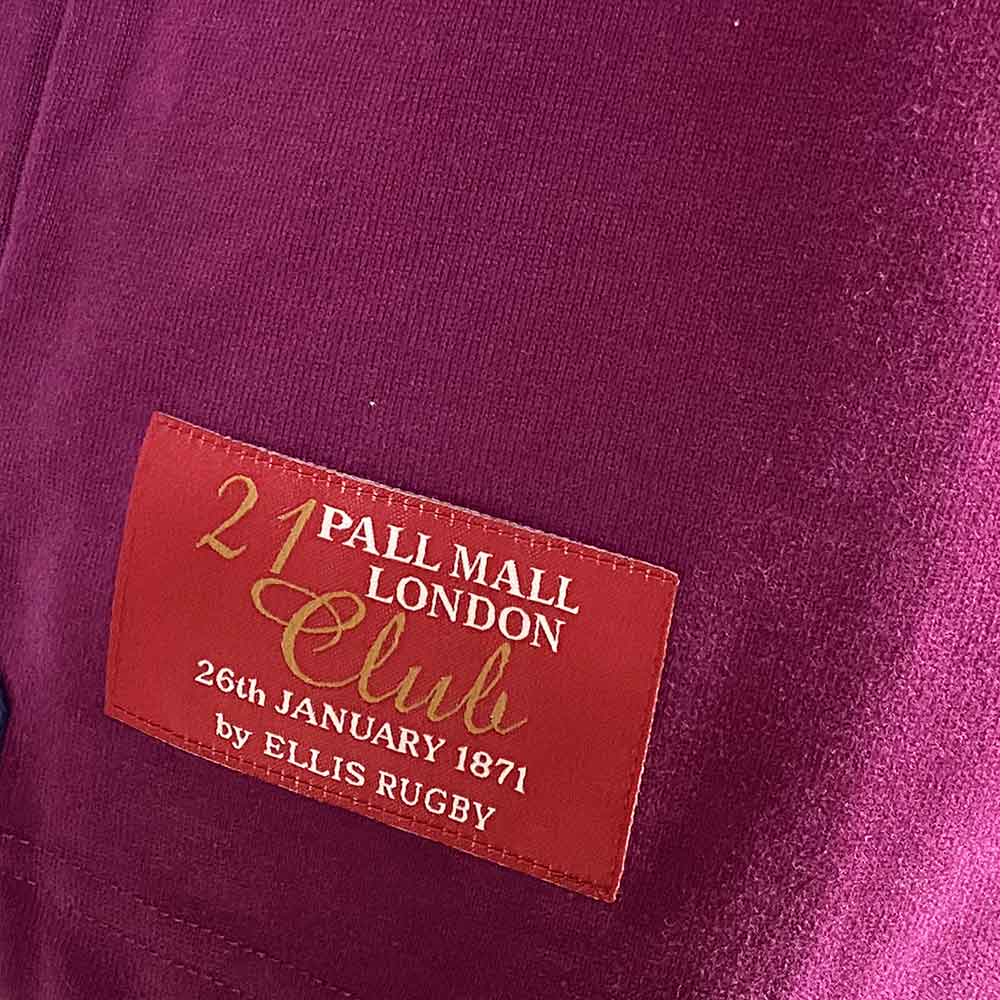 21 PALL MALL
LONDON
Club
26th JANUARY 1871
by ELLIS RUGBY